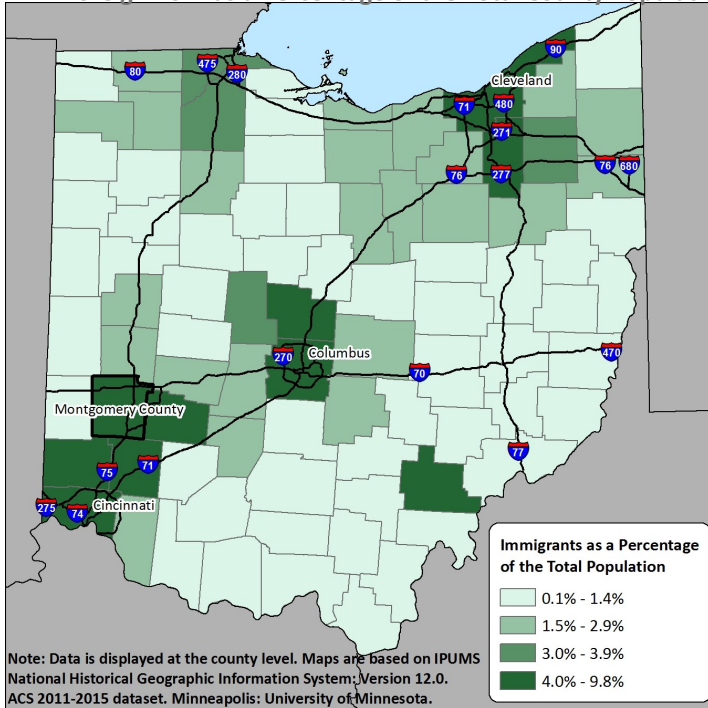 90
475
80
280
Cleveland
71
480
271
76
277
76
680
270
Columbus
470
70
Montgomery County
77
75
71
275
74
Cincinnati
Immigrants as a Percentage
of the Total Population
0.1% - 1.4%
1.5% - 2.9%
3.0% - 3.9%
4.0% - 9.8%
Note: Data is displayed at the county level. Maps are based on IPUMS
National Historical Geographic Information System: Version 12.0.
ACS 2011-2015 dataset. Minneapolis: University of Minnesota.